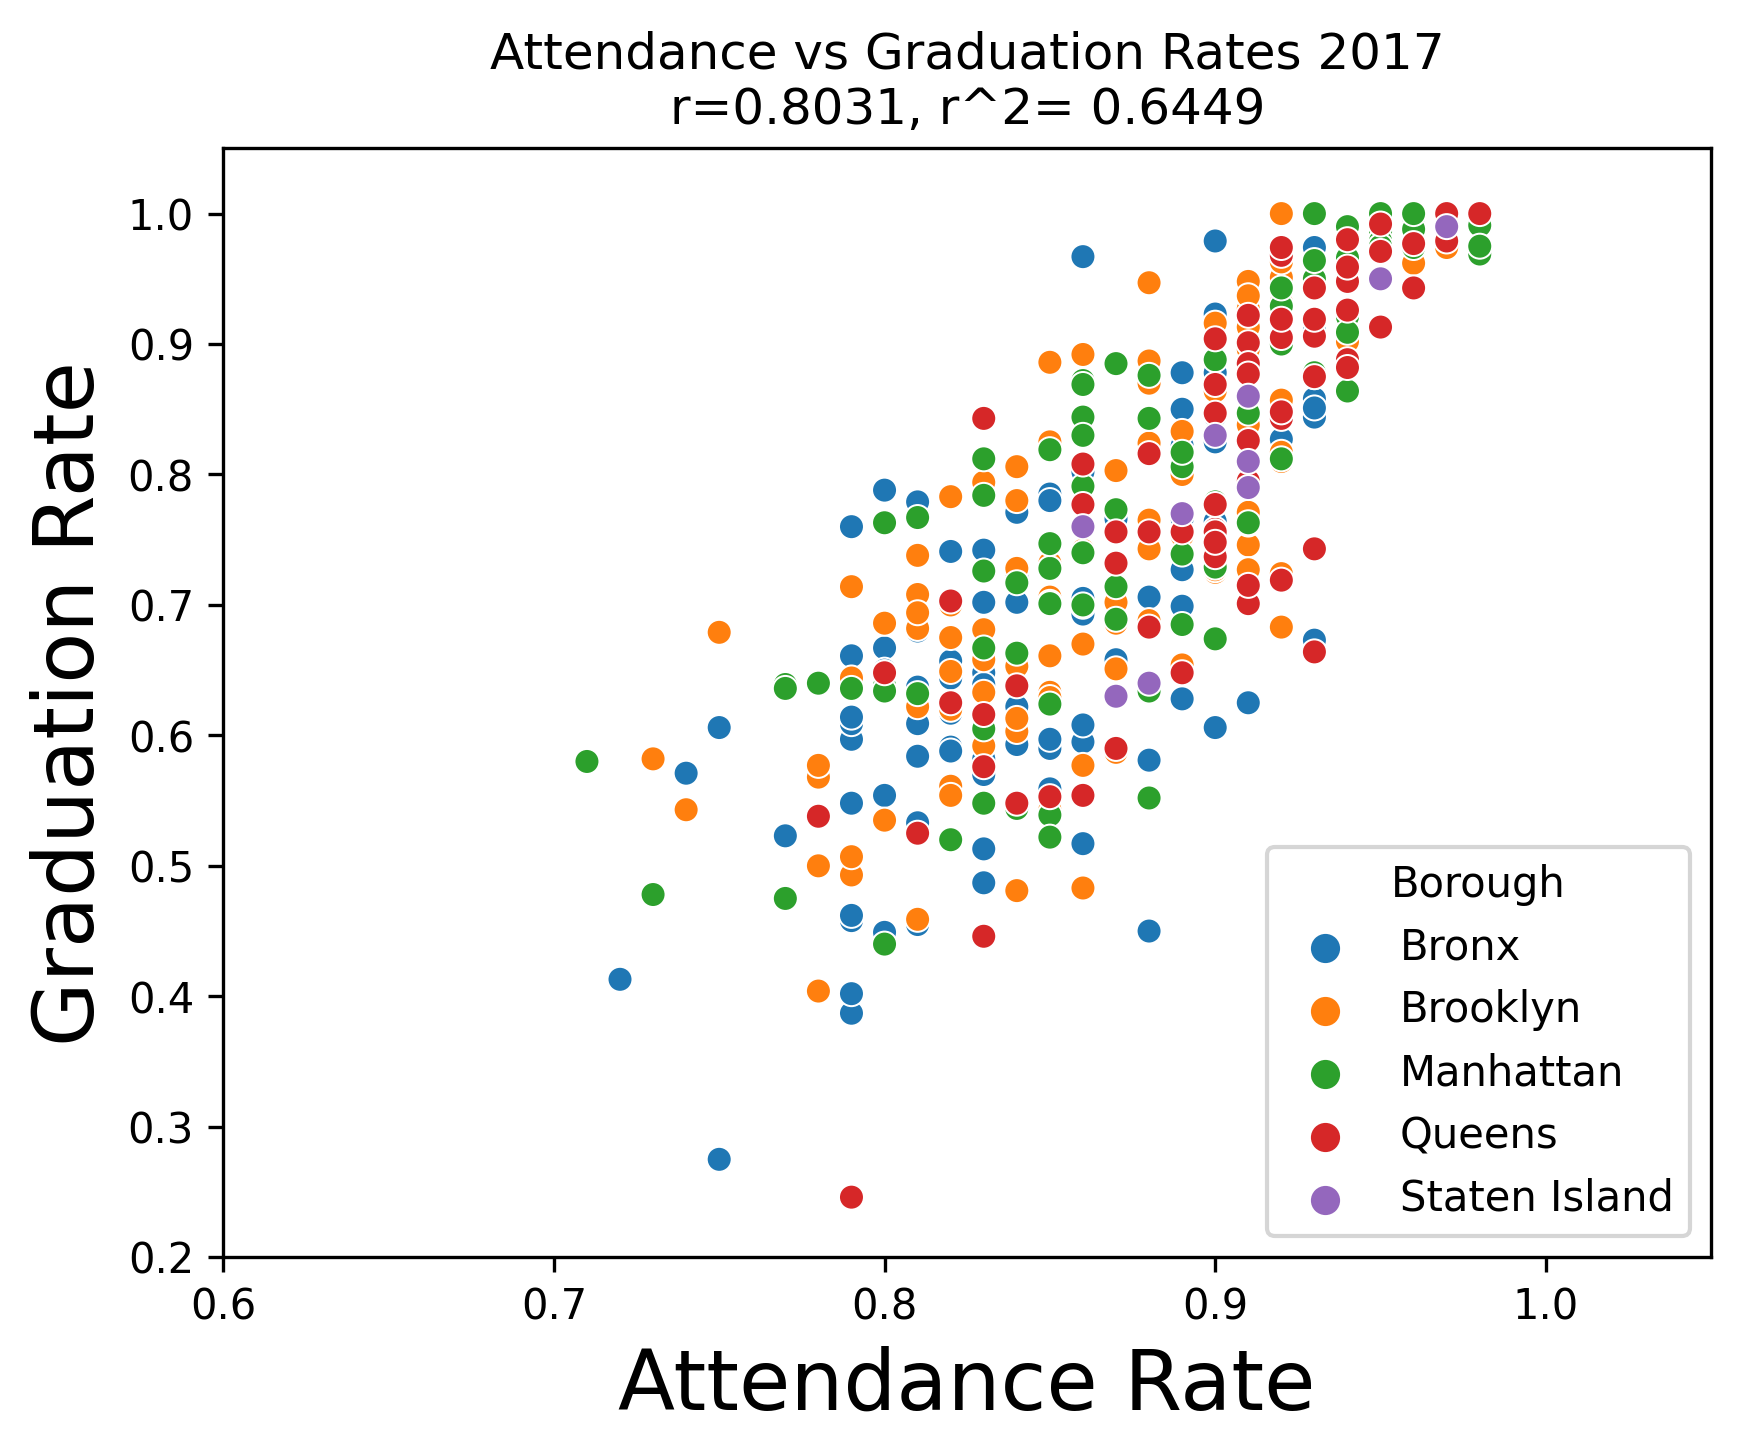 Attendance vs Graduation Rates 2017
r=0.8031, r^2= 0.6449
Graduation Rate
1.0
0.9
0.8
0.7
0.6
0.5
0.4
0.3
0.2
0.6 0.7 0.8 0.9 1.0
Attendance Rate
Borough
Bronx
Brooklyn
Manhattan
Queens
Staten Island